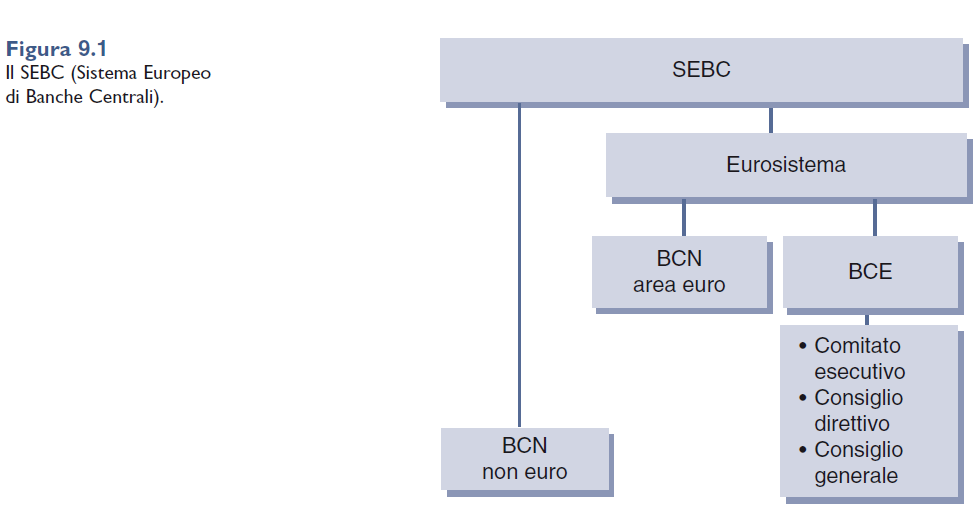 Figura 9.1
Il SEBC (Sistema Europeo
di Banche Centrali).
SEBC
Eurosistema
BCN
area euro
BCE
• Comitato
esecutivo
• Consiglio
direttivo
• Consiglio
generale
BCN
non euro